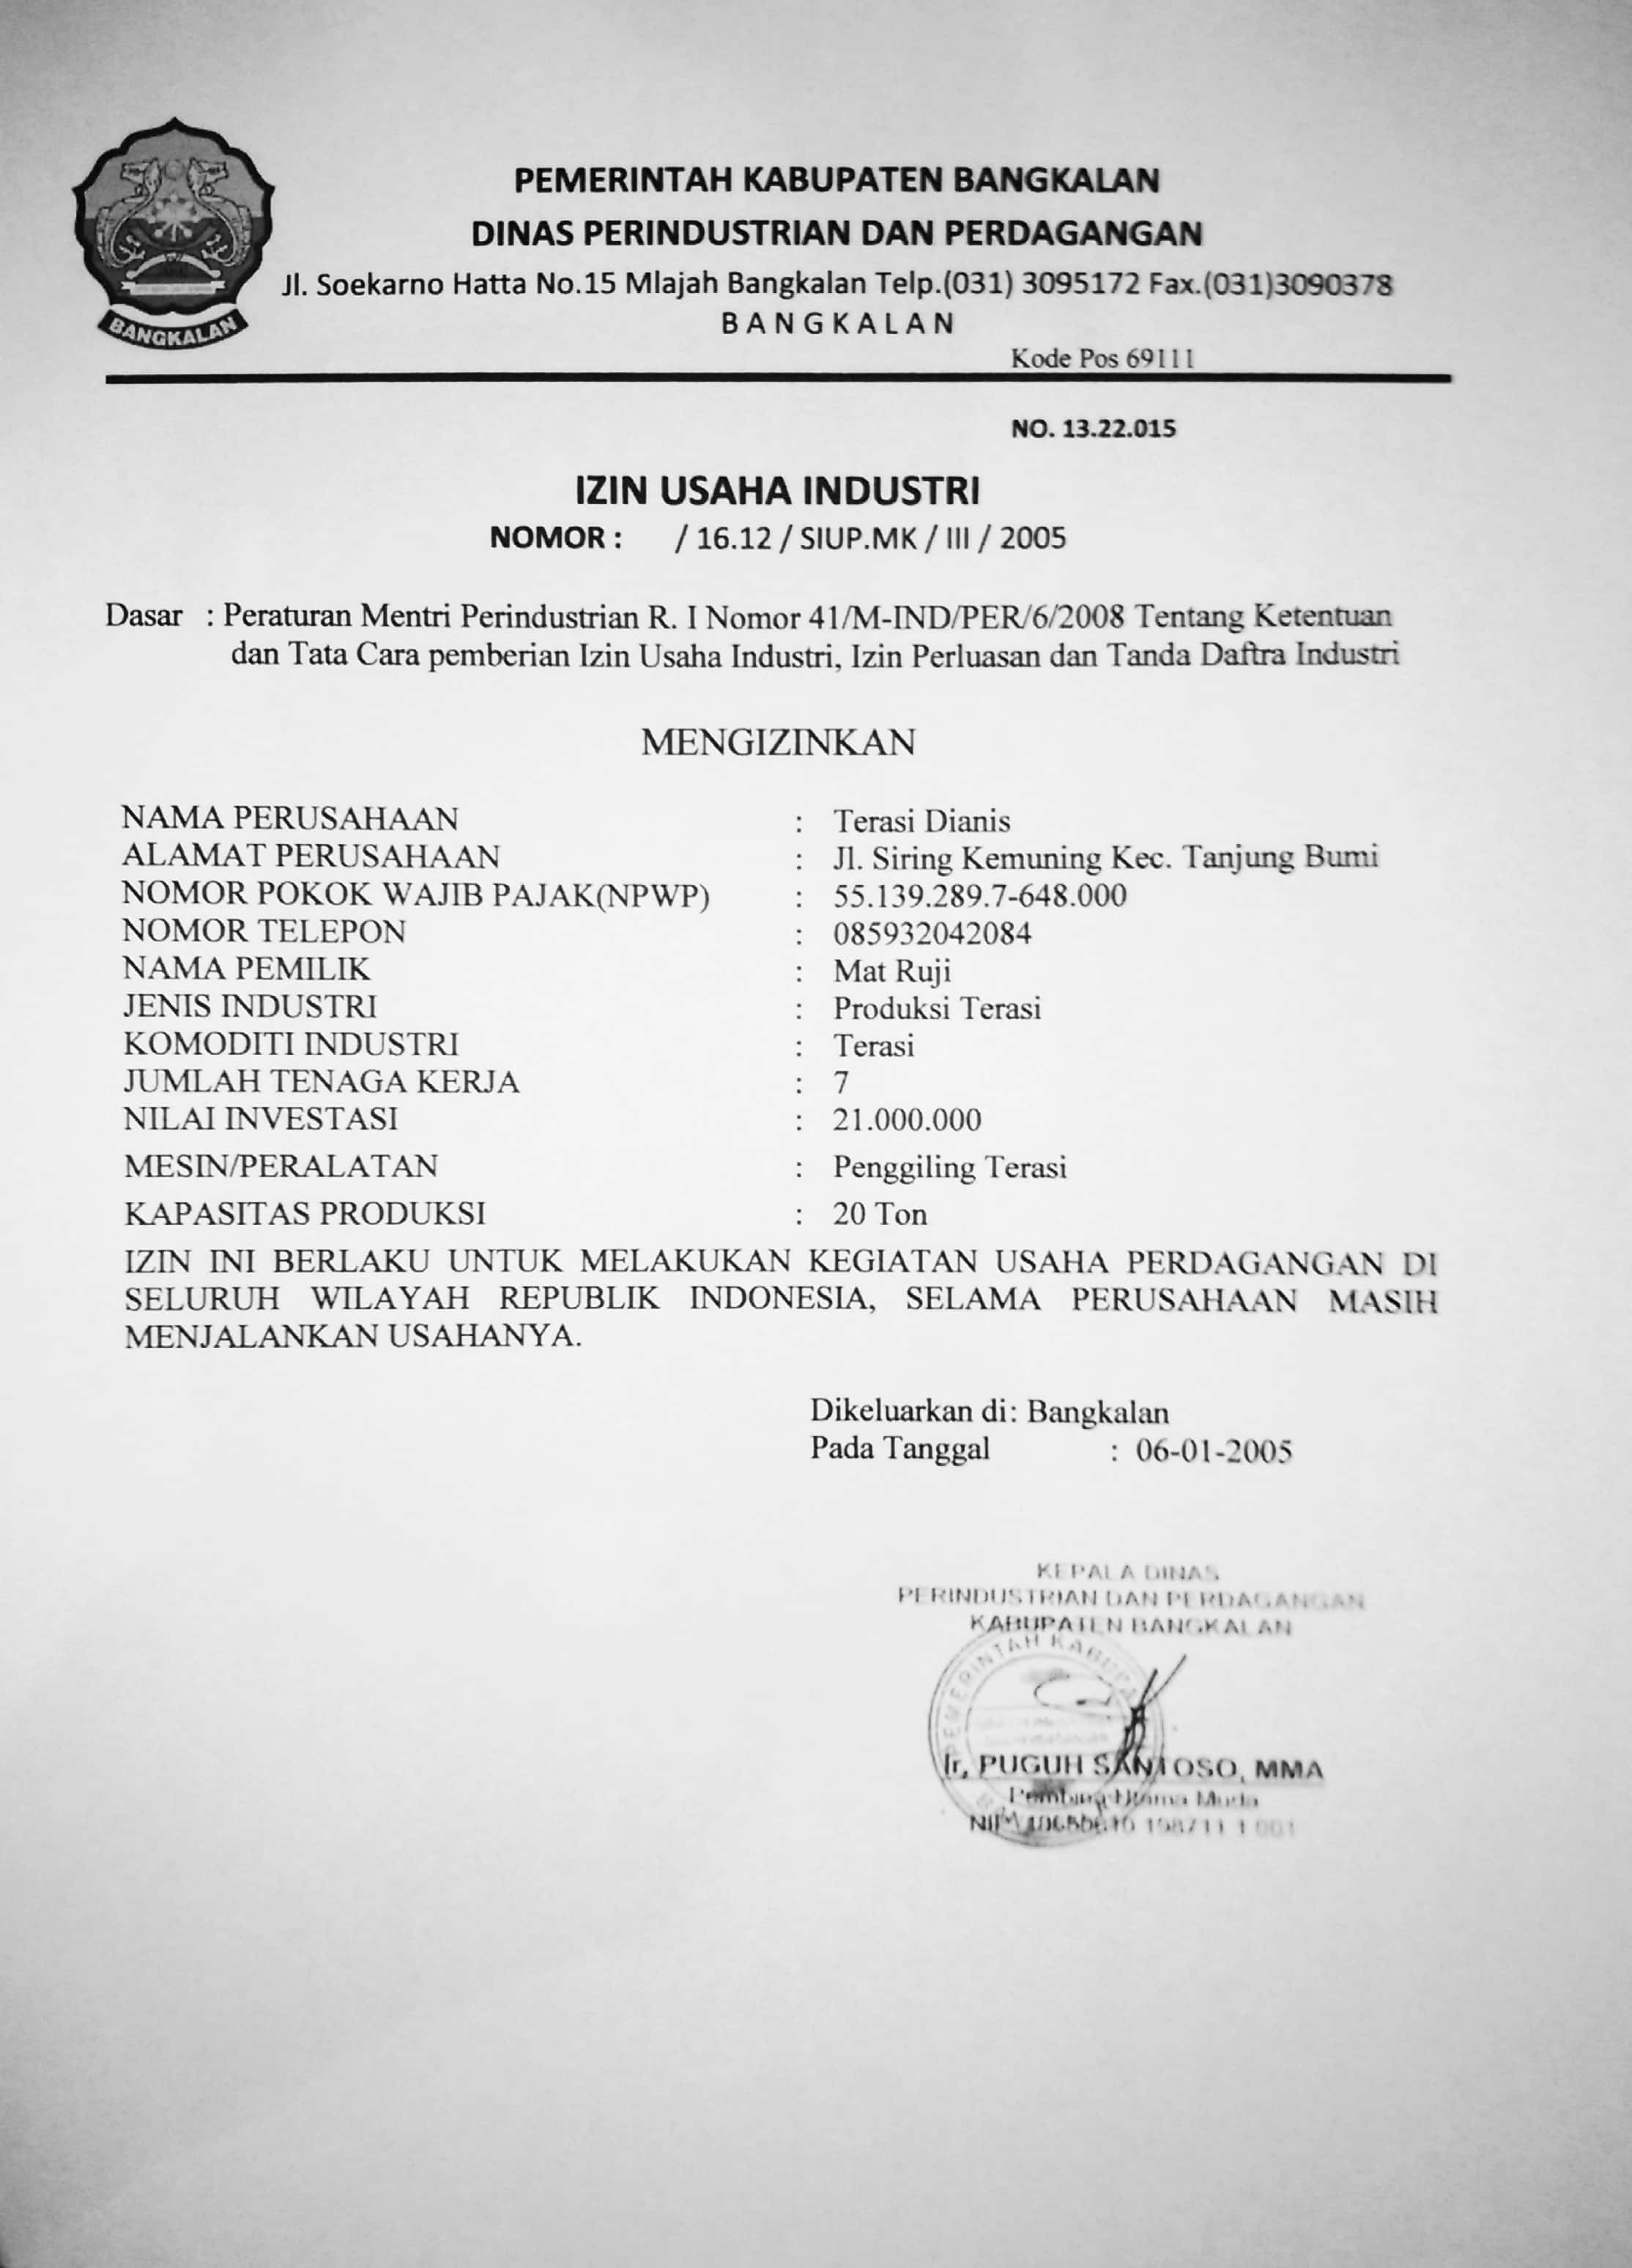 PEMERINTAH KABUPATEN BANGKALAN
DINAS PERINDUSTRIAN DAN PERDAGANGAN
Jl. Soekarno Hatta No.15 Mlajah Bangkalan Telp.(031) 3095172 Fax.(031)3090378
BANGKALAN
BANGKALAN
Kode Pos 69111
NO. 13.22.015
IZIN USAHA INDUSTRI
NOMOR : / 16.12 / SIUP.MK / III / 2005
Dasar : Peraturan Mentri Perindustrian R. I Nomor 41/M-IND/PER/6/2008 Tentang Ketentuan
dan Tata Cara pemberian Izin Usaha Industri, Izin Perluasan dan Tanda Daftra Industri
MENGIZINKAN
NAMA PERUSAHAAN : Terasi Dianis
ALAMAT PERUSAHAAN : Jl. Siring Kemuning Kec. Tanjung Bumi
NOMOR POKOK WAJIB PAJAK(NPWP) : 55.139.289.7-648.000
NOMOR TELEPON : 085932042084
NAMA PEMILIK : Mat Ruji
JENIS INDUSTRI : Produksi Terasi
KOMODITI INDUSTRI : Terasi
JUMLAH TENAGA KERJA : 7
NILAI INVESTASI : 21.000.000
MESIN/PERALATAN : Penggiling Terasi
KAPASITAS PRODUKSI : 20 Ton
IZIN INI BERLAKU UNTUK MELAKUKAN KEGIATAN USAHA PERDAGANGAN DI
SELURUH WILAYAH REPUBLIK INDONESIA, SELAMA PERUSAHAAN MASIH
MENJALANKAN USAHANYA.
Dikeluarkan di: Bangkalan
Pada Tanggal : 06-01-2005
KEPALA DINAS
PERINDUSTRIAN DAN PERDAGANGAN
KABUPATEN BANGKALAN
PEMERINTAH
Ir, PUGUH SANTOSO, MMA
Pembina Utama Muda
NIP